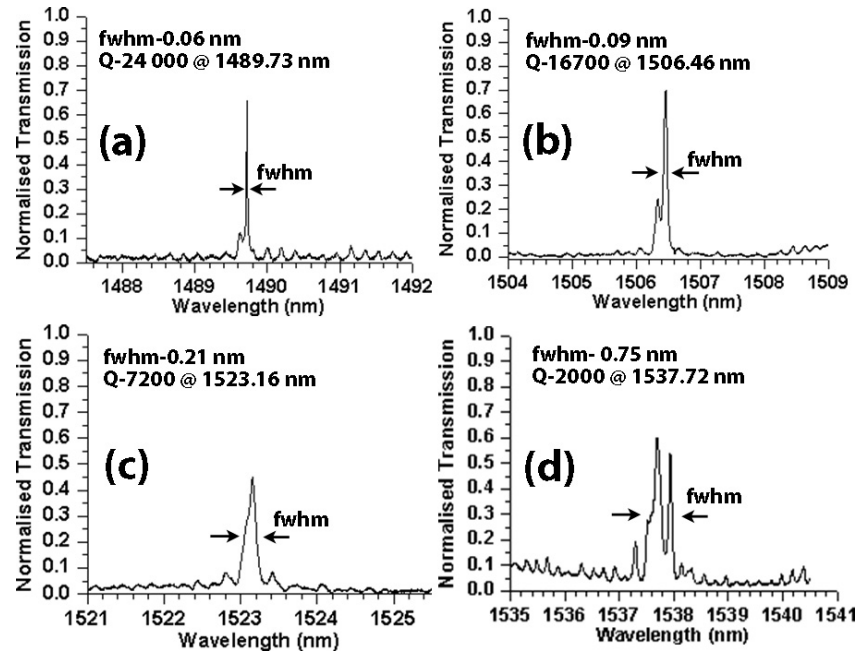 fwhm-0.06 nm
Q-24 000 @ 1489.73 nm
(a)
fwhm
Normalised Transmission
1.0
0.9
0.8
0.7
0.6
0.5
0.4
0.3
0.2
0.1
0.0
1488 1489 1490 1491 1492
Wavelength (nm)
fwhm-0.09 nm
Q-16700 @ 1506.46 nm
(b)
fwhm
Normalised Transmission
1.0
0.9
0.8
0.7
0.6
0.5
0.4
0.3
0.2
0.1
0.0
1504 1505 1506 1507 1508 1509
Wavelength (nm)
fwhm-0.21 nm
Q-7200 @ 1523.16 nm
(c)
fwhm
Normalised Transmission
1.0
0.9
0.8
0.7
0.6
0.5
0.4
0.3
0.2
0.1
0.0
1521 1522 1523 1524 1525
Wavelength (nm)
fwhm- 0.75 nm
Q-2000 @ 1537.72 nm
(d)
fwhm
Normalised Transmission
1.0
0.9
0.8
0.7
0.6
0.5
0.4
0.3
0.2
0.1
0.0
1535 1536 1537 1538 1539 1540 1541
Wavelength (nm)